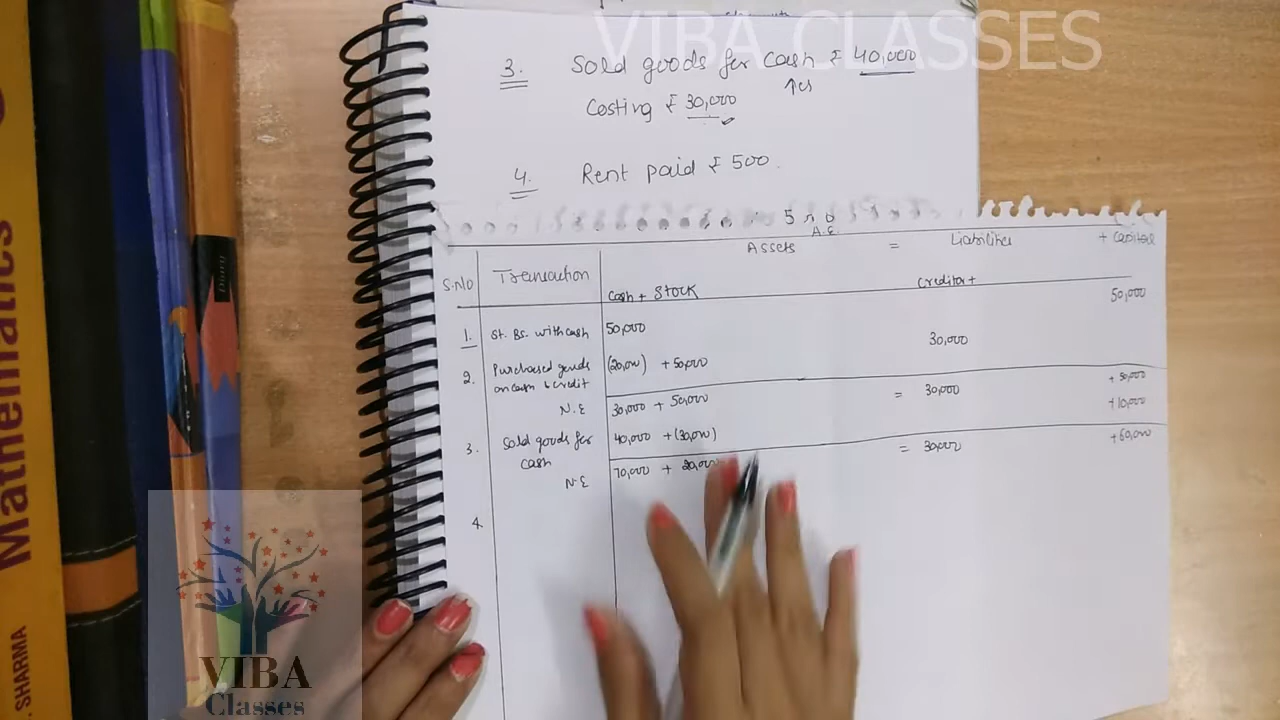 VIBA CLASSES
3. Sold goods for cash ₹ 40,000
costing ₹ 30,000
4. Rent paid ₹ 500.
A.E.
Assets = Liabilities + Capital
S.No Transaction
Cash + Stock Creditor +
1. St. Bs. with cash 50,000 50,000
2. Purchased goods (20,000) +50,000 30,000
on cash & credit
N.E 30,000 + 50,000 = 30,000 + 50,000
3. Sold goods for 40,000 +(30,000) +10,000
cash
N.E 70,000 + 20,000 = 30,000 +60,000
4.
Mathematics
SHARMA
Diary
VIBA
Classes